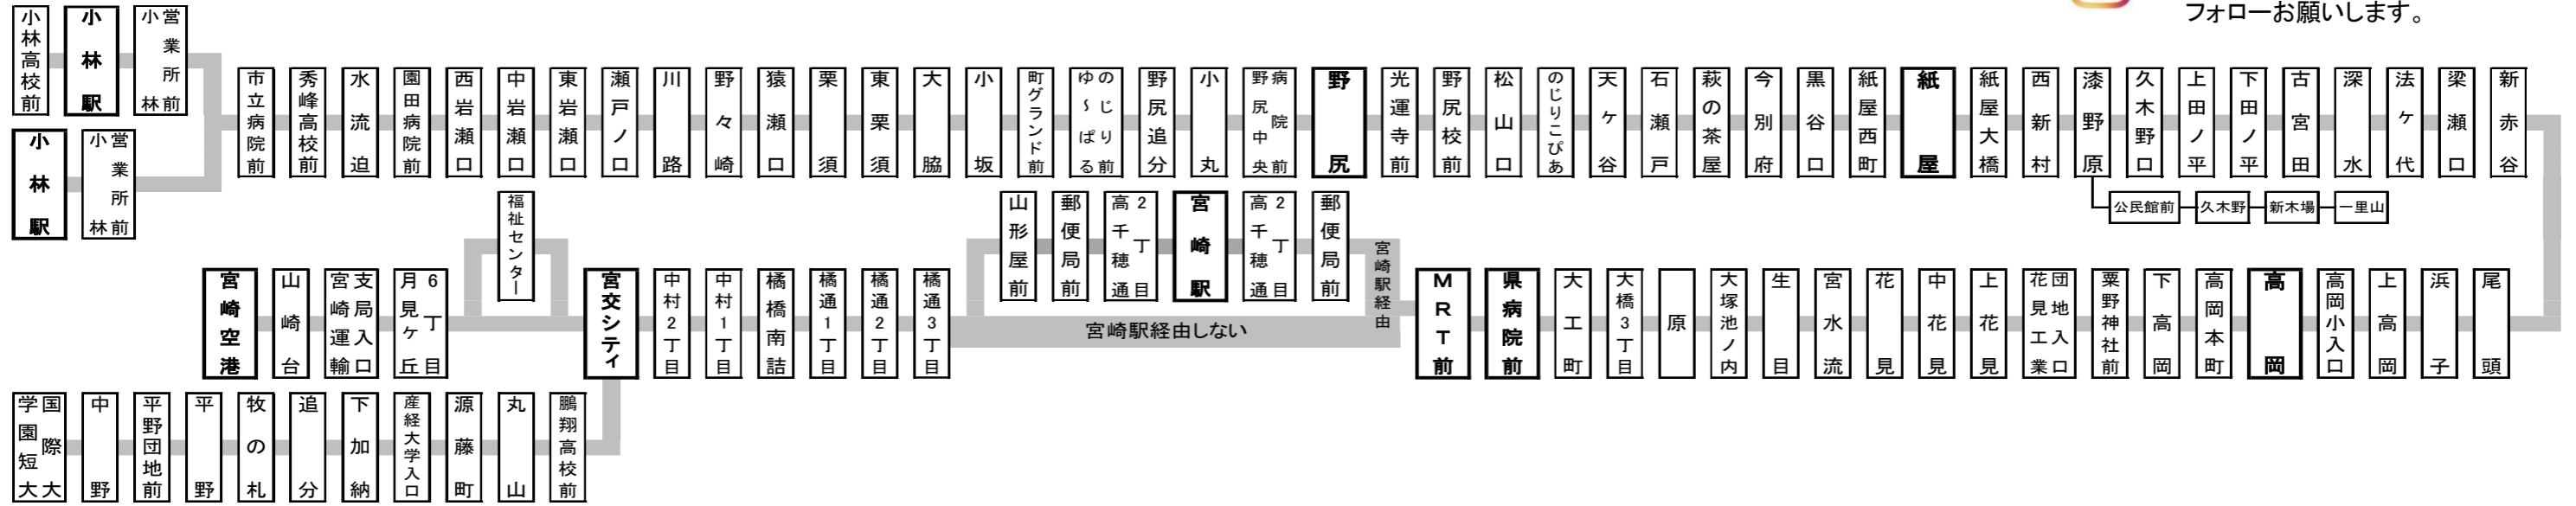 フォローお願いします。
小林高校前
小林駅
小林営業所前
小林駅
小林営業所前
市立病院前
秀峰高校前
水流迫
園田病院前
西岩瀬口
中岩瀬口
東岩瀬口
瀬戸ノ口
川路
野々崎
猿瀬口
栗須
東栗須
大脇
小坂
町グランド前
ゆ～ぱるのじり前
野尻追分
小丸
野尻中央病院前
野尻
光運寺前
野尻校前
松山口
のじりこぴあ
天ケ谷
石瀬戸
萩の茶屋
今別府
黒谷口
紙屋西町
紙屋
紙屋大橋
西新村
漆野原
久木野口
上田ノ平
下田ノ平
古宮田
深水
法ケ代
梁瀬口
新赤谷
公民館前
久木野
新木場
一里山
福祉センター
山形屋前
郵便局前
高千穂通2丁目
宮崎駅
高千穂通2丁目
郵便局前
宮崎駅経由
宮崎空港
山崎台
宮崎運輸支局入口
月見ケ丘6丁目
宮交シティ
中村2丁目
中村1丁目
橘橋南詰
橘通1丁目
橘通2丁目
橘通3丁目
宮崎駅経由しない
MRT前
県病院前
大工町
大橋3丁目
原
大塚池ノ内
生目
宮水流
花見
中花見
上花見
花見工業団地入口
粟野神社前
下高岡
高岡本町
高岡
高岡小入口
上高岡
浜子
尾頭
学園短大国際大
中野
平野団地前
平野
牧の札
追分
下加納
産経大学入口
源藤町
丸山
鵬翔高校前